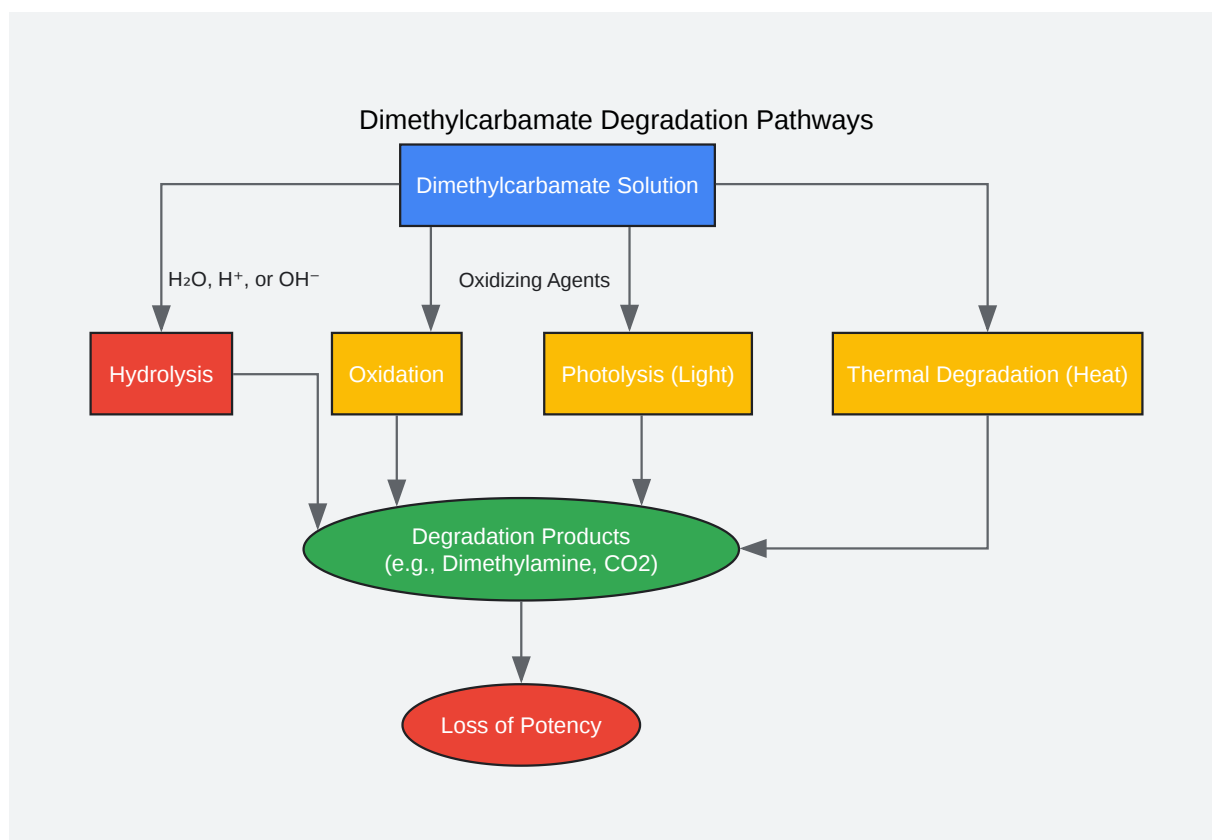 Dimethylcarbamate Degradation Pathways
Dimethylcarbamate Solution
H₂O, H⁺, or OH⁻
Oxidizing Agents
Hydrolysis
Oxidation
Photolysis (Light)
Thermal Degradation (Heat)
Degradation Products
(e.g., Dimethylamine, CO2)
Loss of Potency